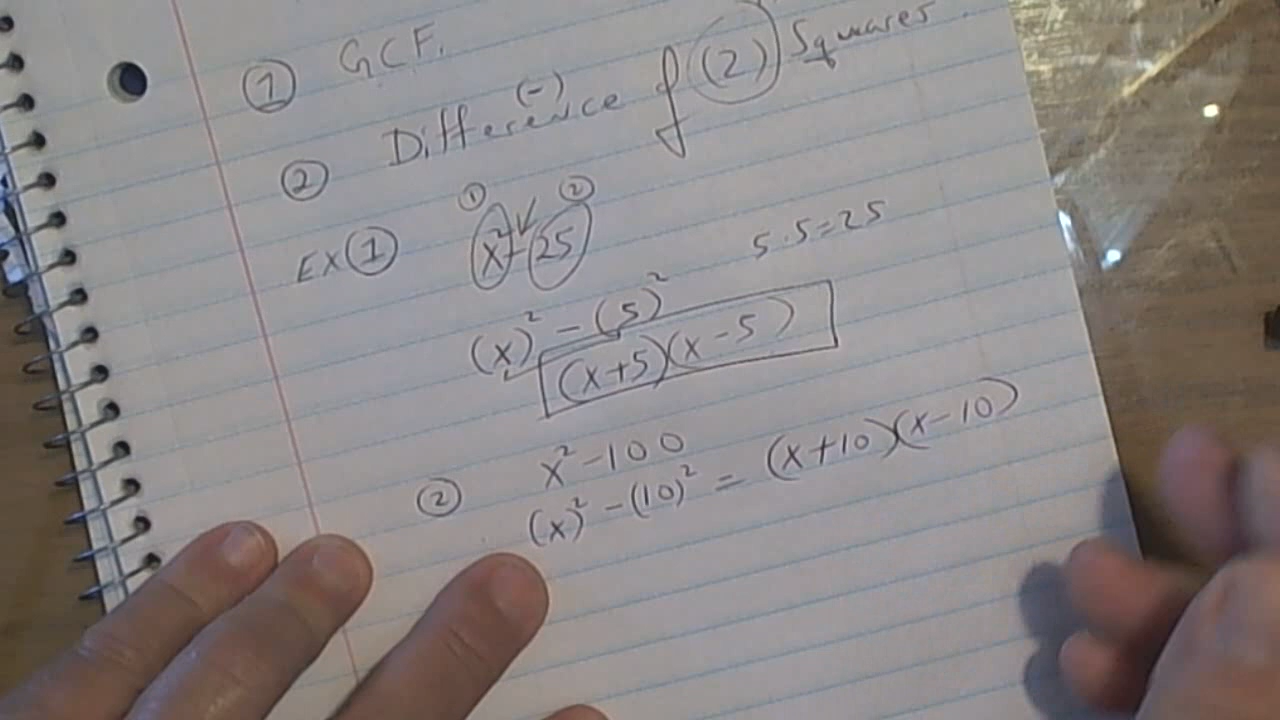 ① GCF.
② Difference of (2) Squares
(-)
① ②
EX ① x² - 25
5.5=25
(x)² - (5)²
(x+5)(x-5)
② x² - 100
(x)² - (10)² = (x+10)(x-10)